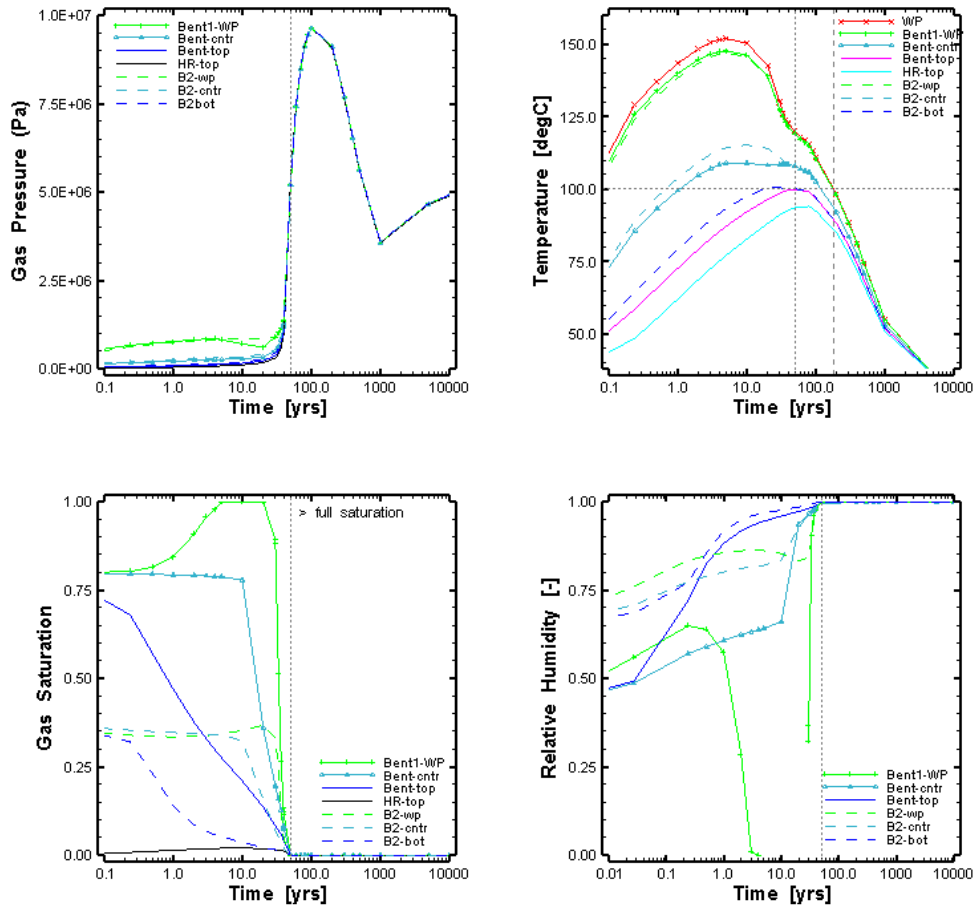 1.0E+07
7.5E+06
5.0E+06
2.5E+06
0.0E+00
Gas Pressure (Pa)
Bent1-WP
Bent-cntr
Bent-top
HR-top
B2-wp
B2-cntr
B2bot
0.1 1.0 10.0 100.0 1000 10000
Time [yrs]
150.0
125.0
100.0
75.0
50.0
Temperature [degC]
WP
Bent1-WP
Bent-cntr
Bent-top
HR-top
B2-wp
B2-cntr
B2-bot
0.1 1.0 10.0 100.0 1000 10000
Time [yrs]
1.00
0.75
0.50
0.25
0.00
Gas Saturation
> full saturation
Bent1-WP
Bent-cntr
Bent-top
HR-top
B2-wp
B2-cntr
B2-bot
0.1 1.0 10.0 100.0 1000 10000
Time [yrs]
1.00
0.75
0.50
0.25
0.00
Relative Humidity [-]
Bent1-WP
Bent-cntr
Bent-top
B2-wp
B2-cntr
B2-bot
0.01 0.1 1.0 10.0 100.0 1000 10000
Time [yrs]